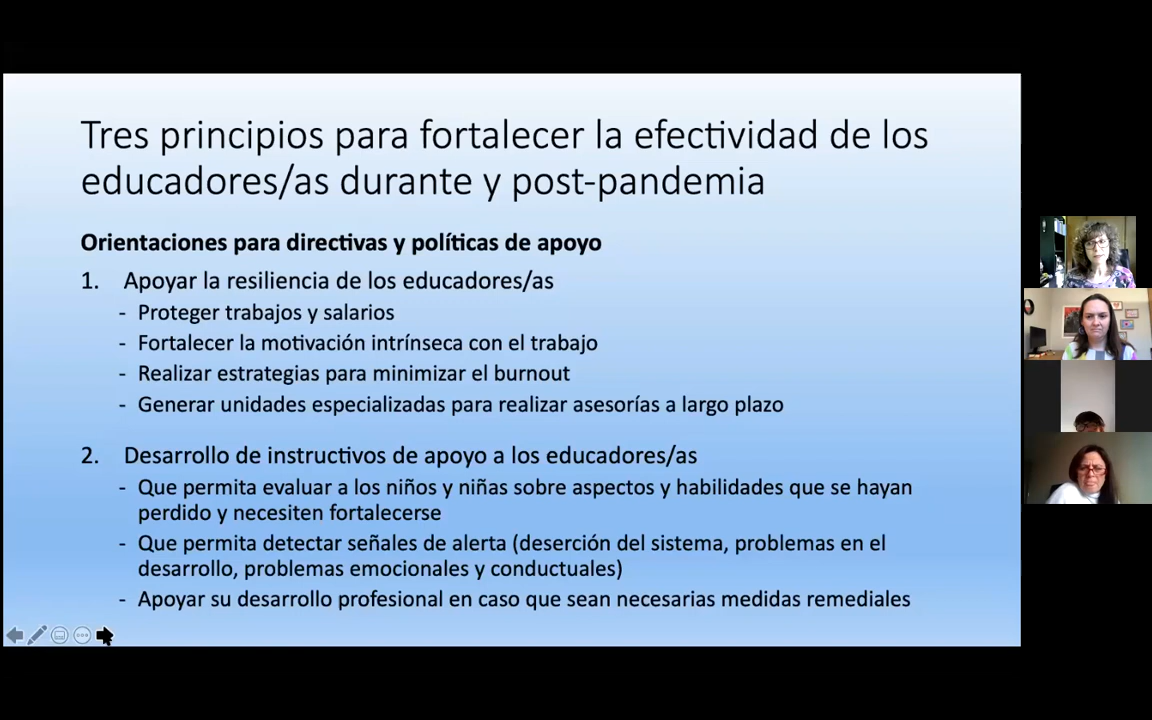 Tres principios para fortalecer la efectividad de los
educadores/as durante y post-pandemia
Orientaciones para directivas y políticas de apoyo
1. Apoyar la resiliencia de los educadores/as
- Proteger trabajos y salarios
- Fortalecer la motivación intrínseca con el trabajo
- Realizar estrategias para minimizar el burnout
- Generar unidades especializadas para realizar asesorías a largo plazo
2. Desarrollo de instructivos de apoyo a los educadores/as
- Que permita evaluar a los niños y niñas sobre aspectos y habilidades que se hayan
perdido y necesiten fortalecerse
- Que permita detectar señales de alerta (deserción del sistema, problemas en el
desarrollo, problemas emocionales y conductuales)
- Apoyar su desarrollo profesional en caso que sean necesarias medidas remediales